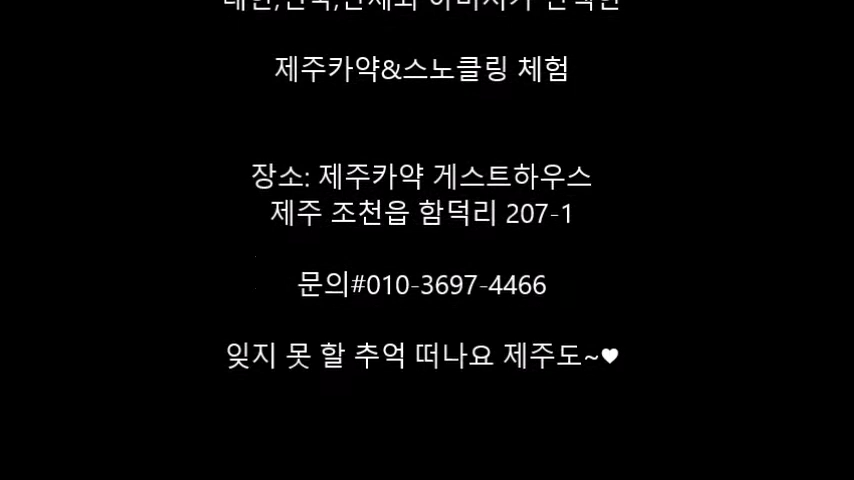 제주카약&스노클링 체험
장소: 제주카약 게스트하우스
제주 조천읍 함덕리 207-1
문의#010-3697-4466
잊지 못 할 추억 떠나요 제주도~♥